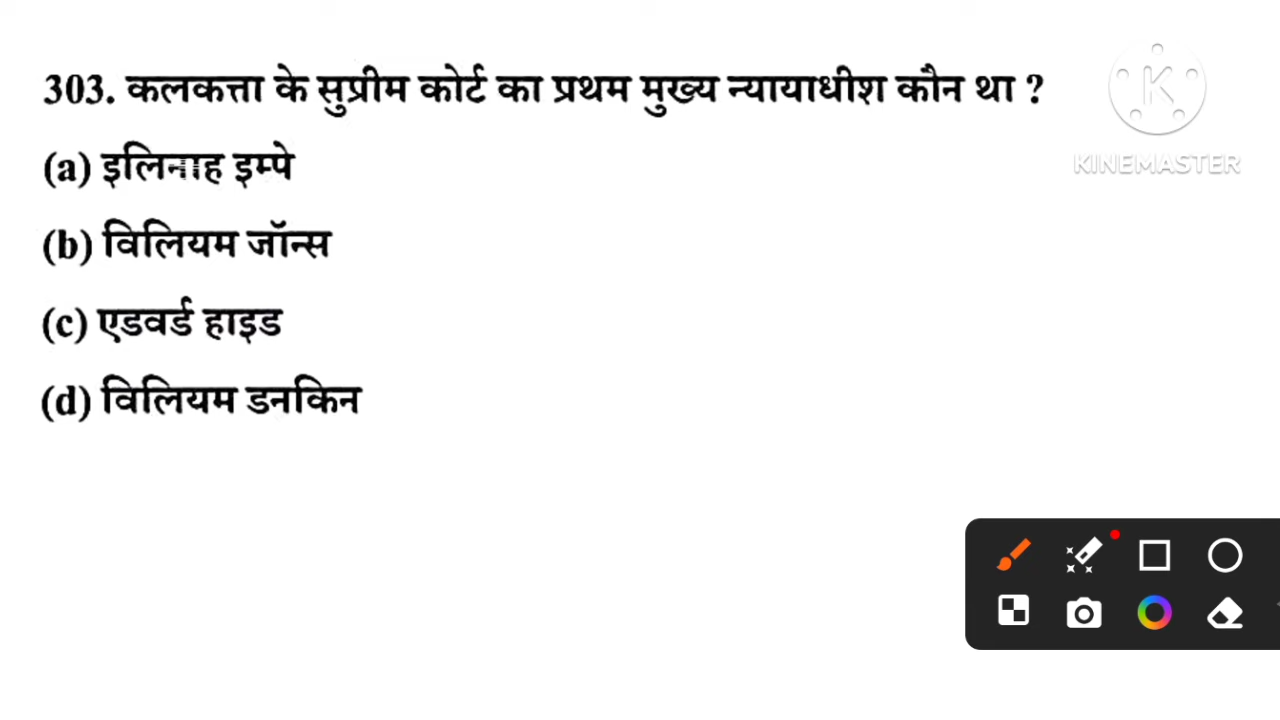 303. कलकत्ता के सुप्रीम कोर्ट का प्रथम मुख्य न्यायाधीश कौन था ?
KINEMASTER
(a) इलिनाह इम्पे
(b) विलियम जॉन्स
(c) एडवर्ड हाइड
(d) विलियम डनकिन